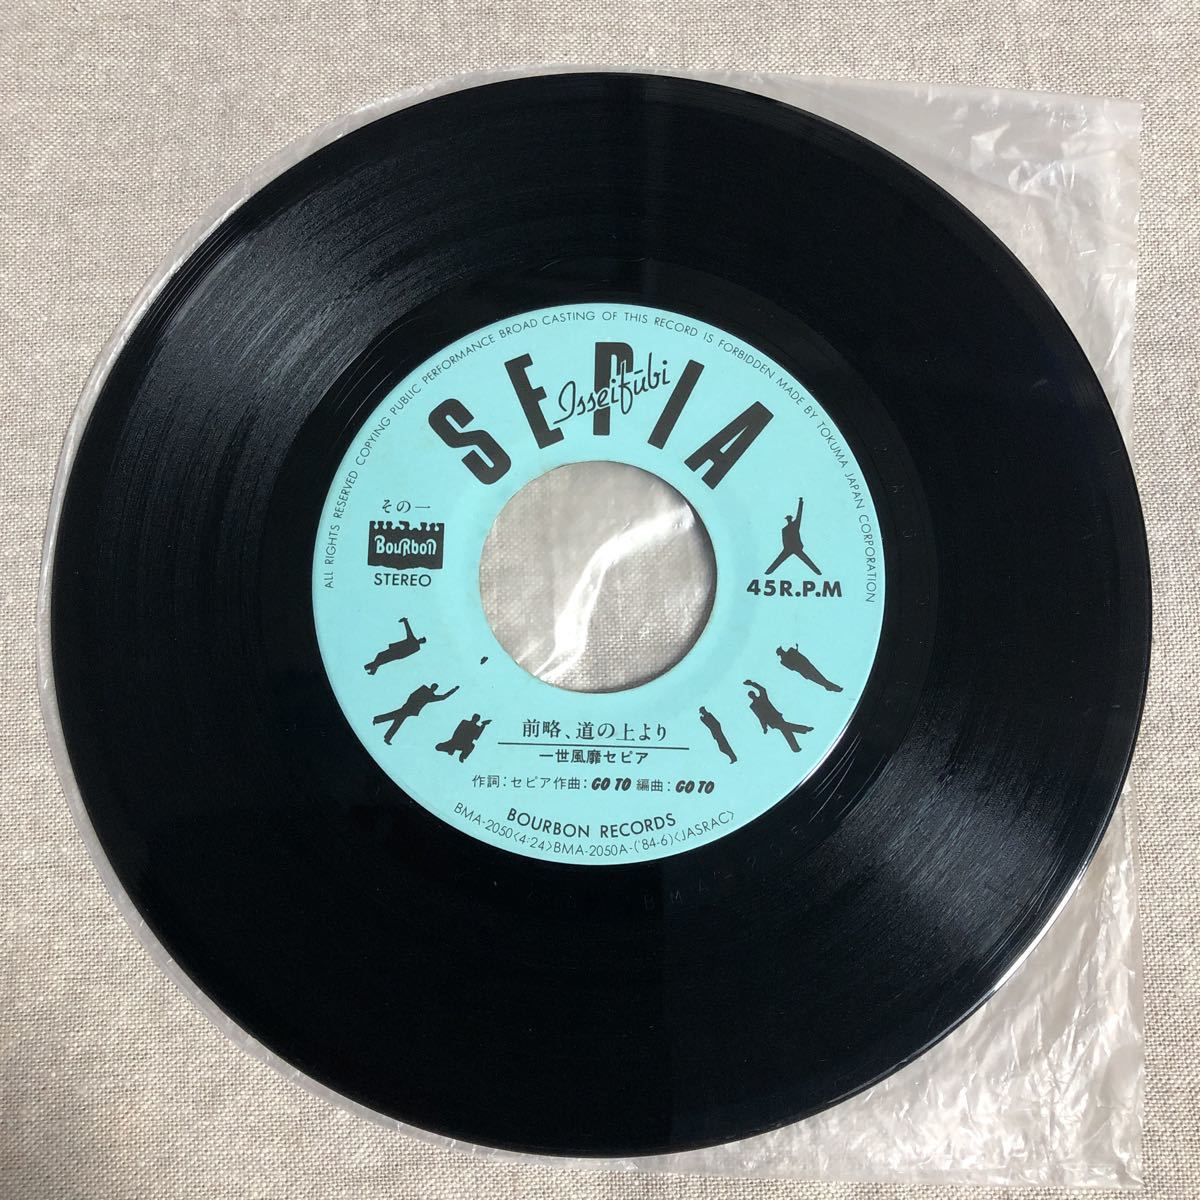 ALL RIGHTS RESERVED COPYING PUBLIC PERFORMANCE BROAD CASTING OF THIS RECORD IS FORBIDDEN MADE BY TOKUMA JAPAN CORPORATION
SEPIA
Isseifūbi
その一
BouRboN
STEREO
45R.P.M
前略、道の上より
一世風靡セピア
作詞：セピア作曲：GO TO 編曲：GO TO
BOURBON RECORDS
BMA-2050〈4:24〉BMA-2050A-('84-6)〈JASRAC〉